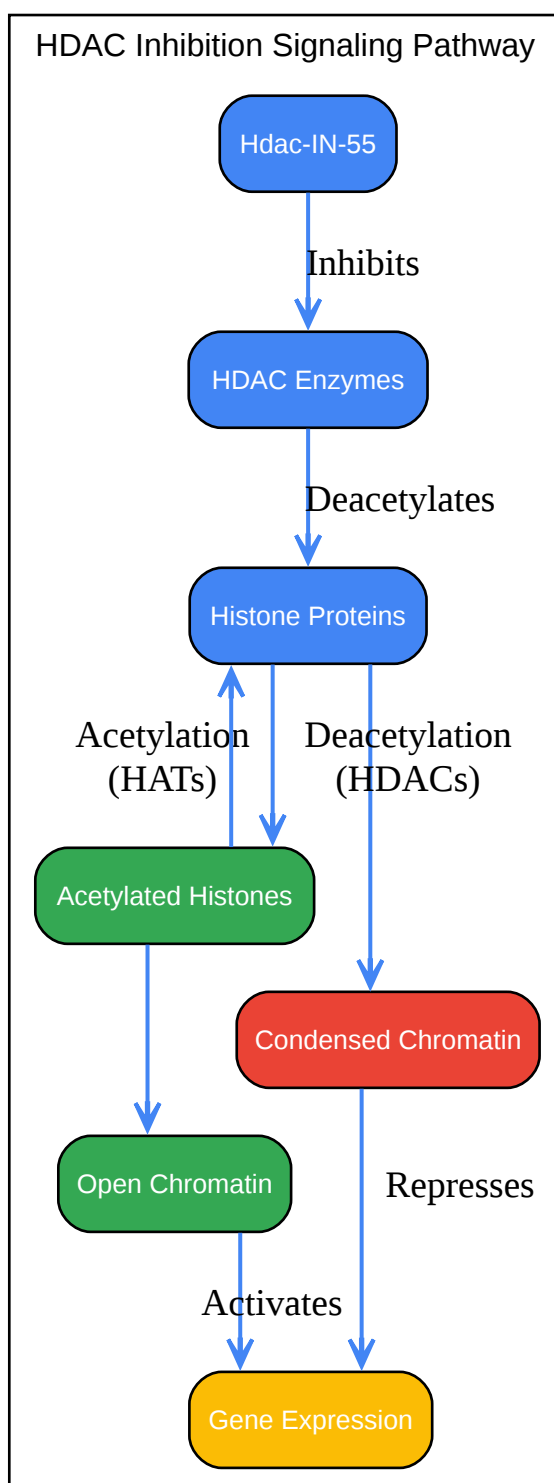 HDAC Inhibition Signaling Pathway
Hdac-IN-55
Inhibits
HDAC Enzymes
Deacetylates
Histone Proteins
Acetylation
(HATs)
Deacetylation
(HDACs)
Acetylated Histones
Condensed Chromatin
Open Chromatin
Represses
Activates
Gene Expression